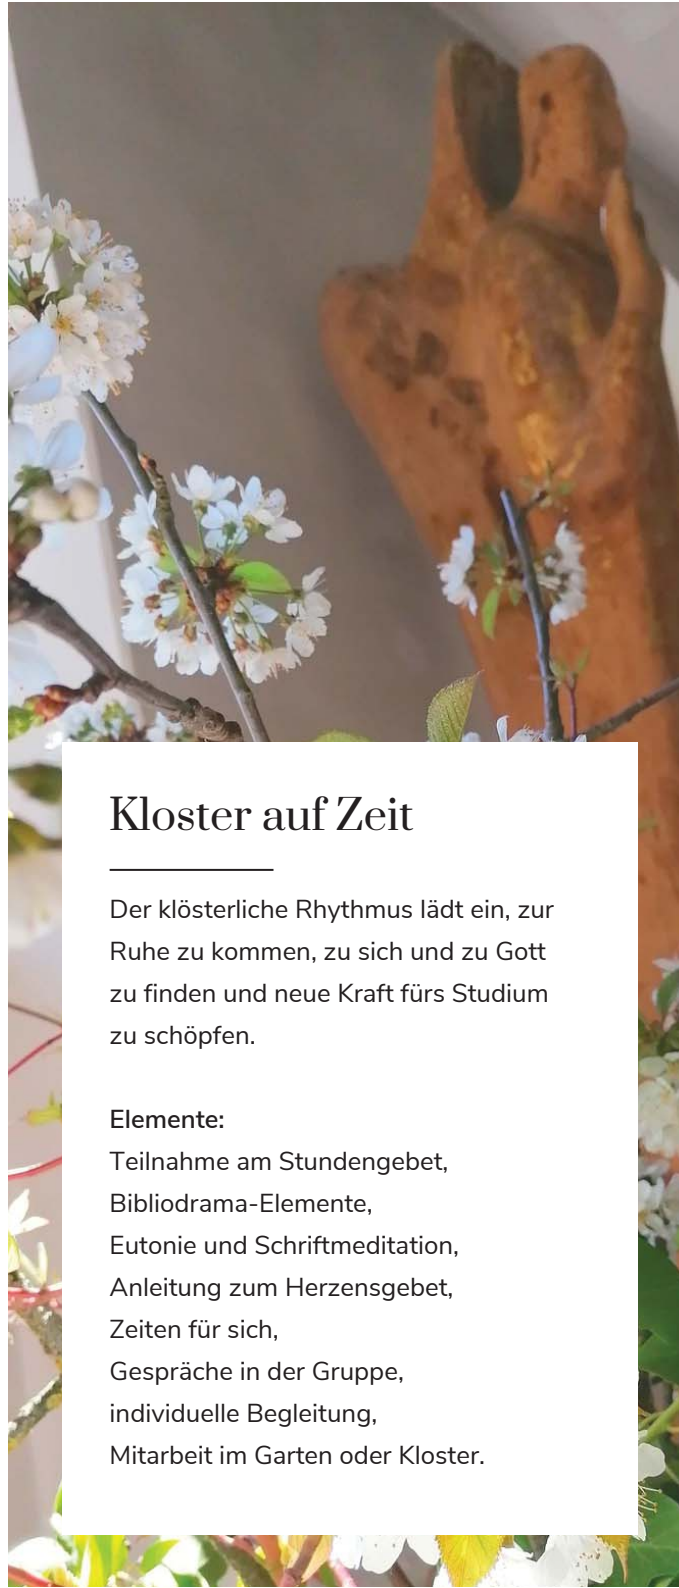 Kloster auf Zeit
Der klösterliche Rhythmus lädt ein, zur
Ruhe zu kommen, zu sich und zu Gott
zu finden und neue Kraft fürs Studium
zu schöpfen.
Elemente:
Teilnahme am Stundengebet,
Bibliodrama-Elemente,
Eutonie und Schriftmeditation,
Anleitung zum Herzensgebet,
Zeiten für sich,
Gespräche in der Gruppe,
individuelle Begleitung,
Mitarbeit im Garten oder Kloster.